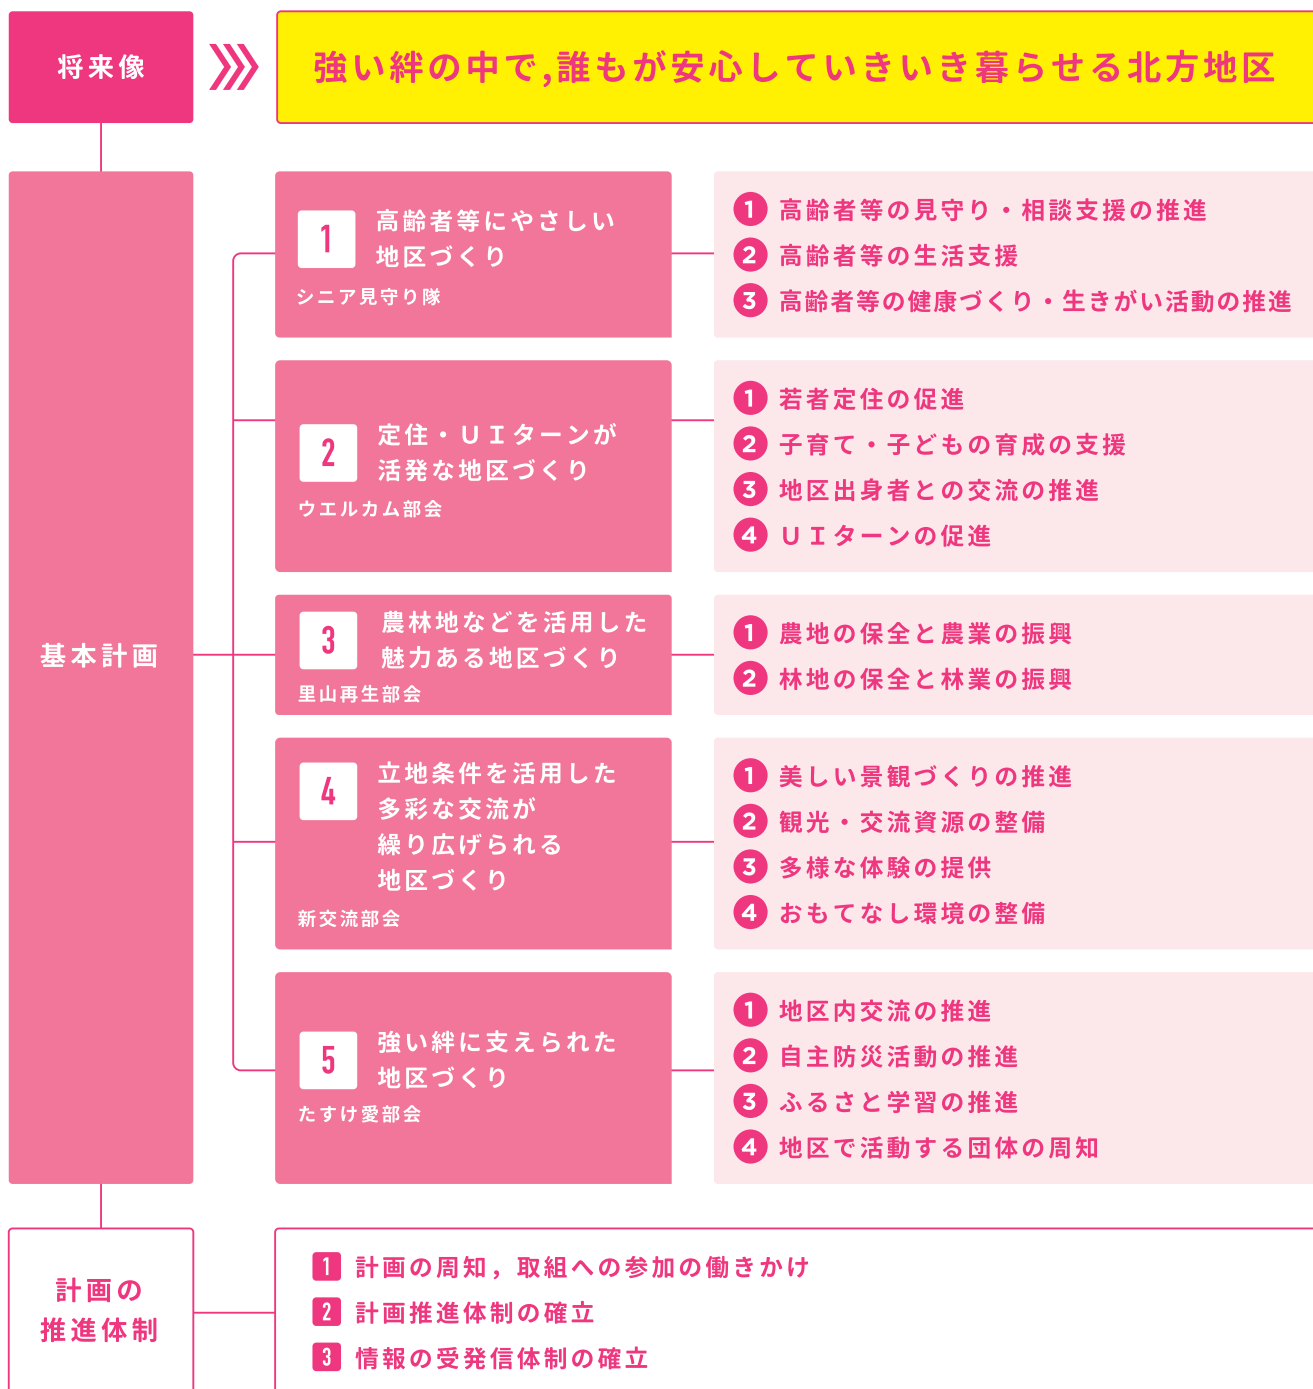 将来像
強い絆の中で,誰もが安心していきいき暮らせる北方地区
基本計画
1
高齢者等にやさしい
地区づくり
シニア見守り隊
1 高齢者等の見守り・相談支援の推進
2 高齢者等の生活支援
3 高齢者等の健康づくり・生きがい活動の推進
2
定住・ＵＩターンが
活発な地区づくり
ウエルカム部会
1 若者定住の促進
2 子育て・子どもの育成の支援
3 地区出身者との交流の推進
4 ＵＩターンの促進
3
農林地などを活用した
魅力ある地区づくり
里山再生部会
1 農地の保全と農業の振興
2 林地の保全と林業の振興
4
立地条件を活用した
多彩な交流が
繰り広げられる
地区づくり
新交流部会
1 美しい景観づくりの推進
2 観光・交流資源の整備
3 多様な体験の提供
4 おもてなし環境の整備
5
強い絆に支えられた
地区づくり
たすけ愛部会
1 地区内交流の推進
2 自主防災活動の推進
3 ふるさと学習の推進
4 地区で活動する団体の周知
計画の
推進体制
1 計画の周知，取組への参加の働きかけ
2 計画推進体制の確立
3 情報の受発信体制の確立